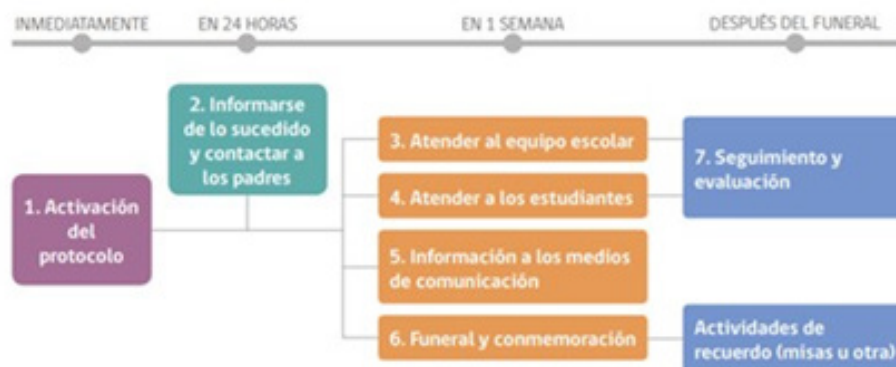 INMEDIATAMENTE
EN 24 HORAS
EN 1 SEMANA
DESPUÉS DEL FUNERAL
1. Activación
del
protocolo
2. Informarse
de lo sucedido
y contactar a
los padres
3. Atender al equipo escolar
4. Atender a los estudiantes
5. Información a los medios
de comunicación
6. Funeral y conmemoración
7. Seguimiento y
evaluación
Actividades de
recuerdo (misas u otra)